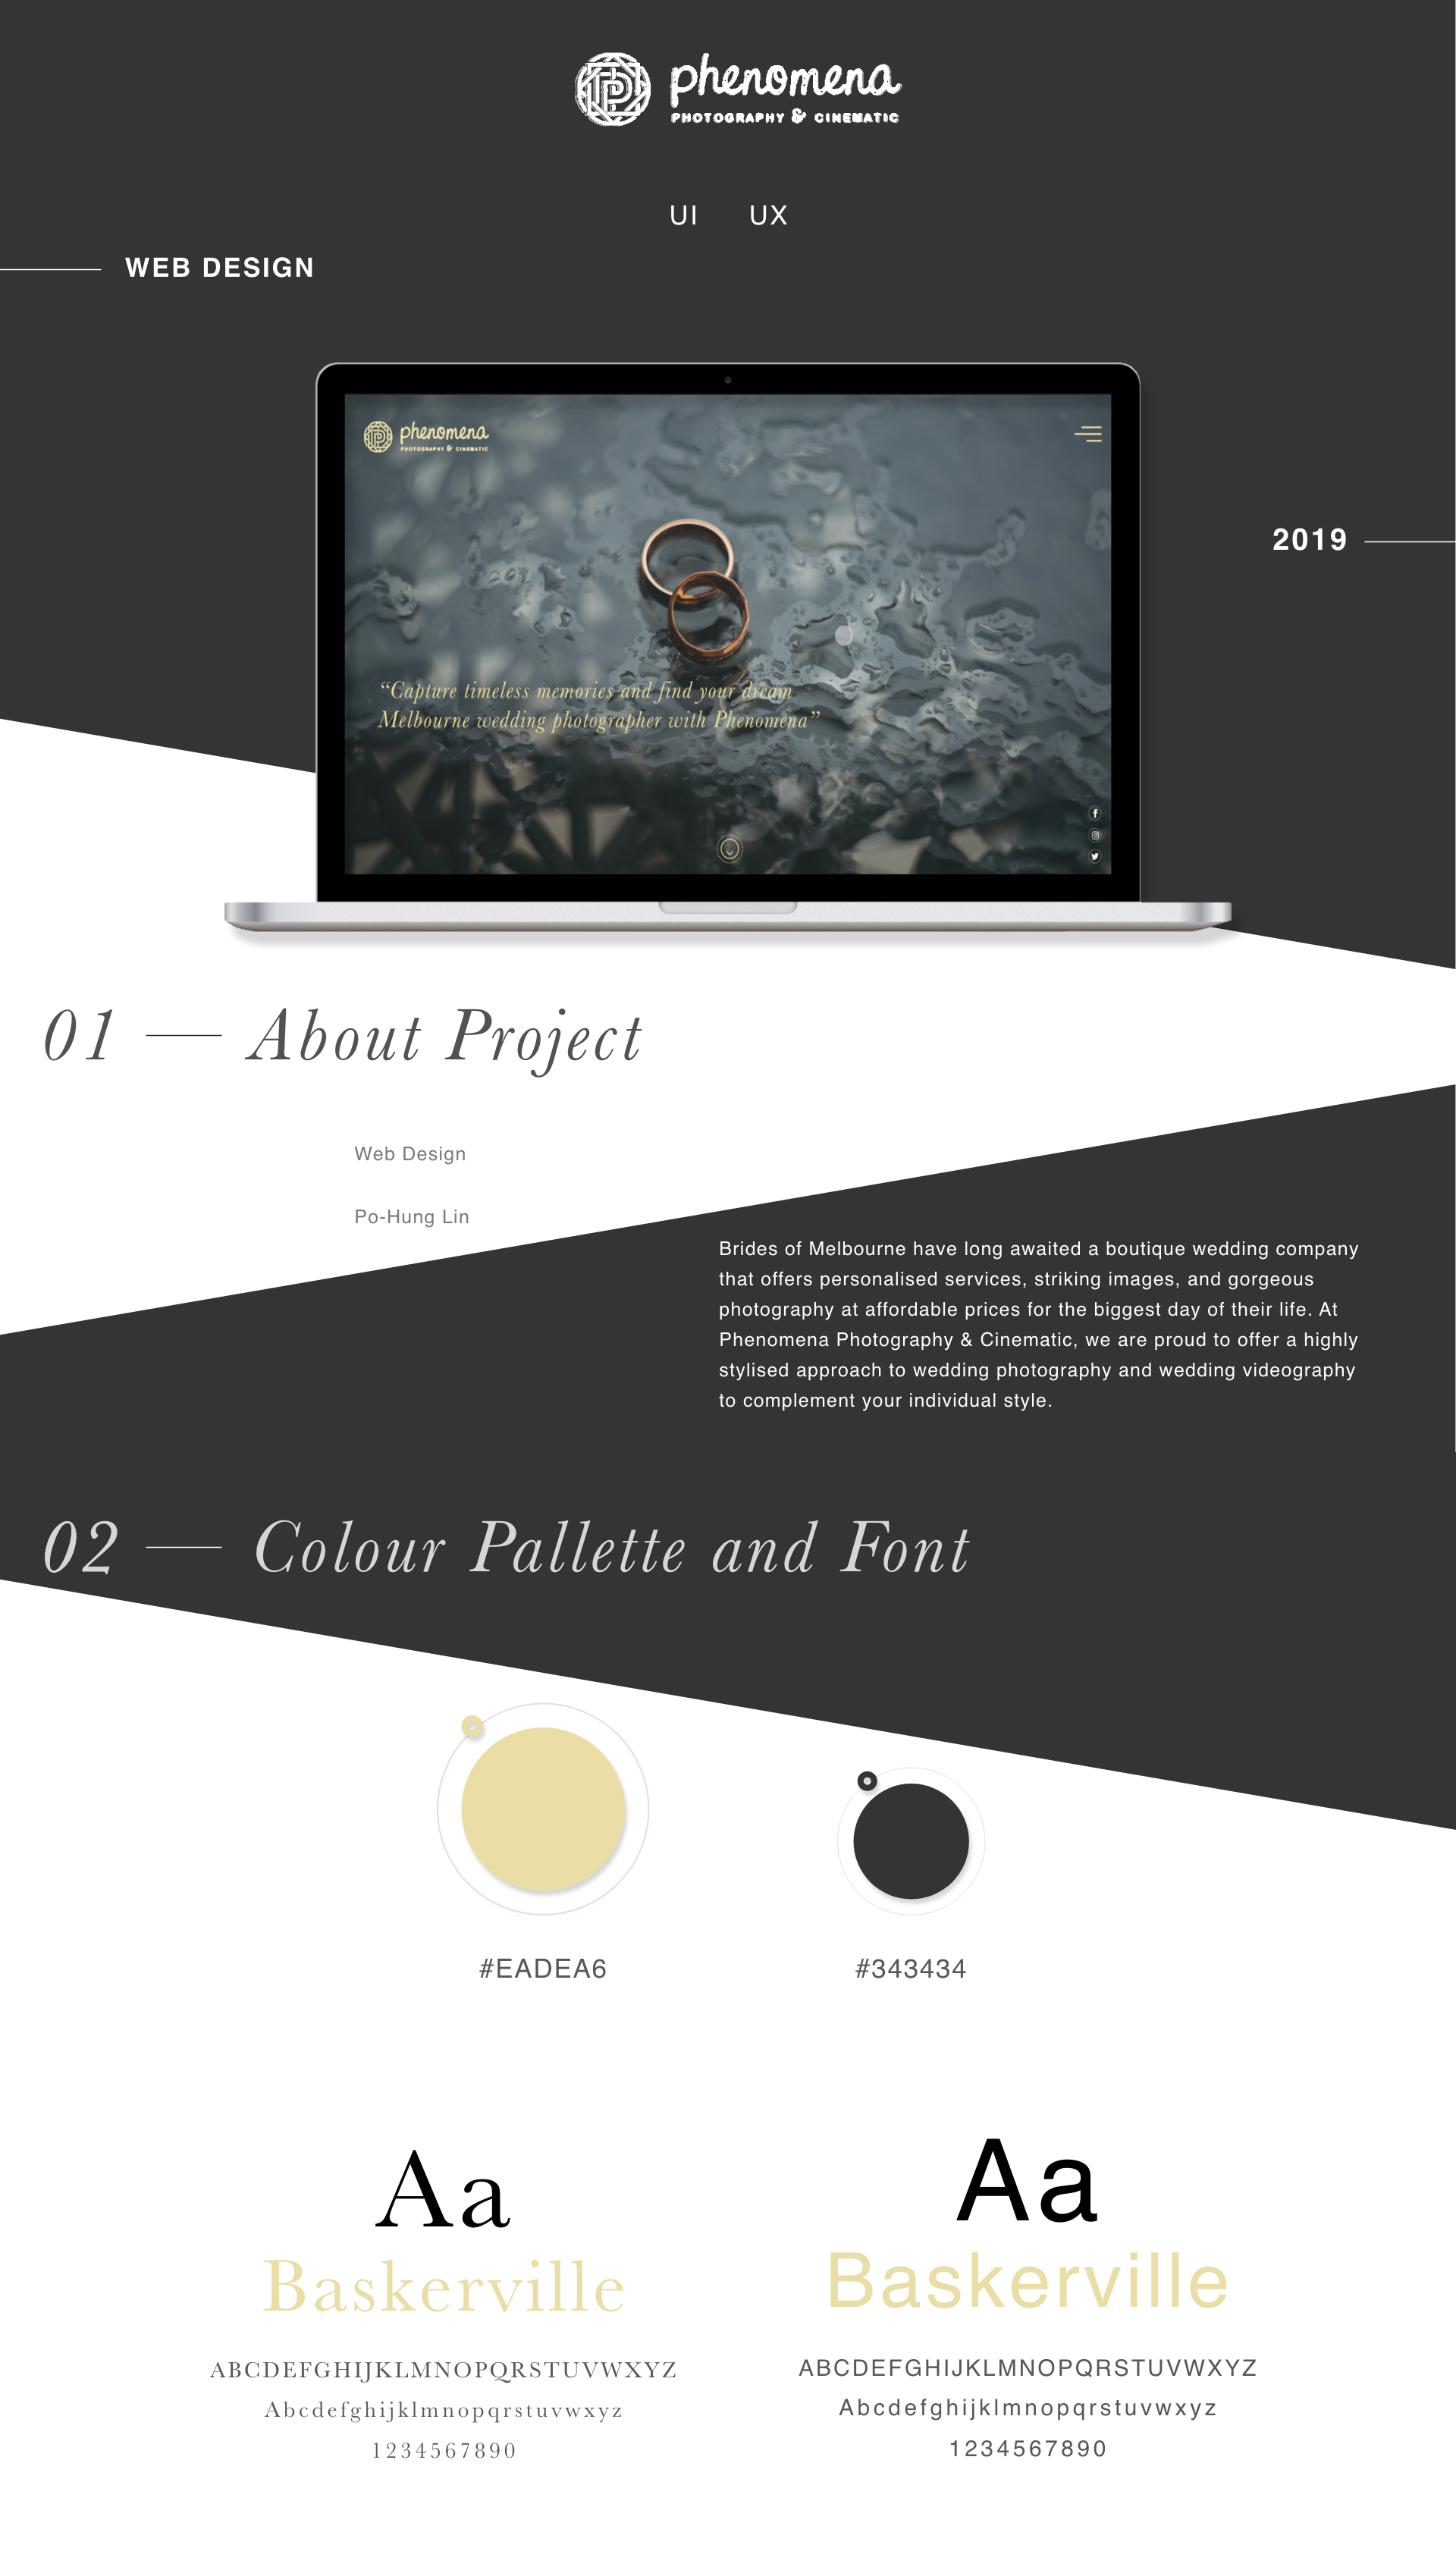 phenomena
PHOTOGRAPHY & CINEMATIC
UI UX
WEB DESIGN
phenomena
PHOTOGRAPHY & CINEMATIC
2019
“Capture timeless memories and find your dream
Melbourne wedding photographer with Phenomena”
01 — About Project
Web Design
Po-Hung Lin
Brides of Melbourne have long awaited a boutique wedding company
that offers personalised services, striking images, and gorgeous
photography at affordable prices for the biggest day of their life. At
Phenomena Photography & Cinematic, we are proud to offer a highly
stylised approach to wedding photography and wedding videography
to complement your individual style.
02 — Colour Pallette and Font
#EADEA6
#343434
Aa
Baskerville
ABCDEFGHIJKLMNOPQRSTUVWXYZ
Abcdefghijklmnopqrstuvwxyz
1234567890
Aa
Baskerville
ABCDEFGHIJKLMNOPQRSTUVWXYZ
Abcdefghijklmnopqrstuvwxyz
1234567890